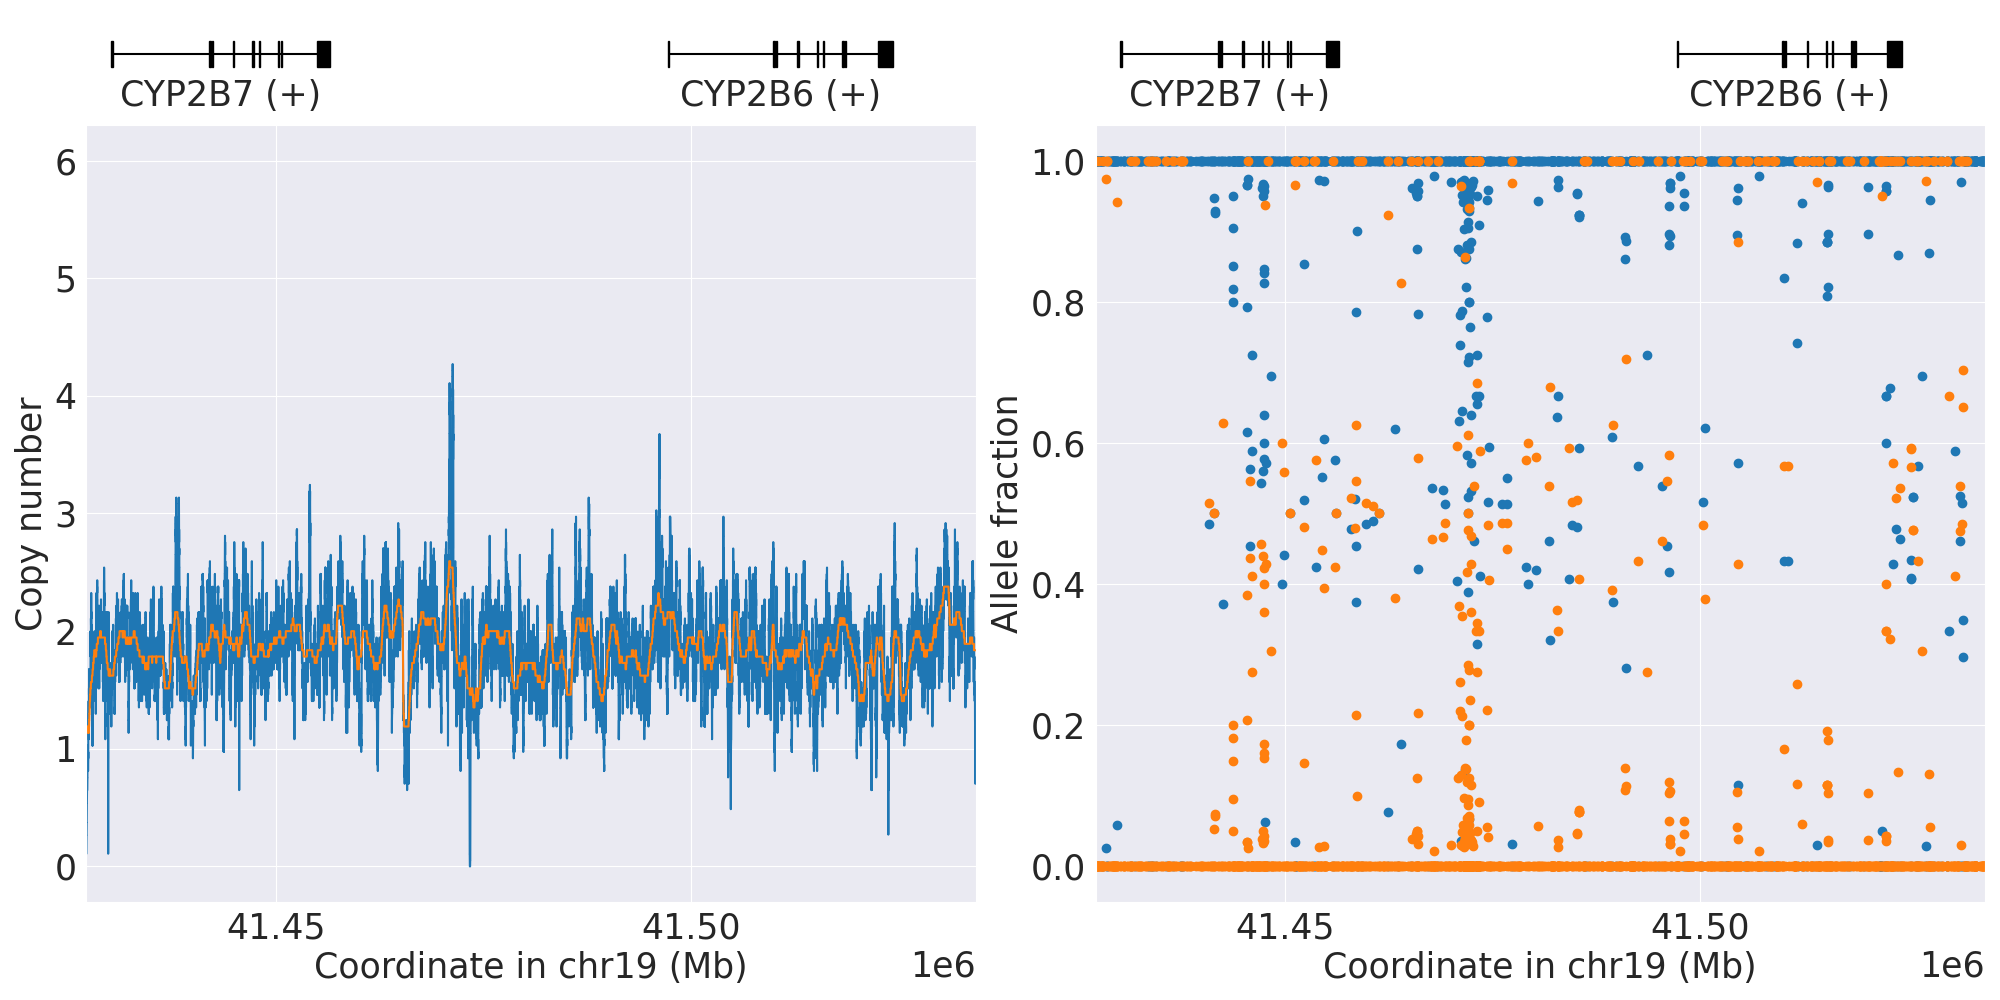 CYP2B7 (+)
CYP2B6 (+)
6
5
4
3
2
1
0
Copy number
41.45
41.50
Coordinate in chr19 (Mb)
1e6
CYP2B7 (+)
CYP2B6 (+)
1.0
0.8
0.6
0.4
0.2
0.0
Allele fraction
41.45
41.50
Coordinate in chr19 (Mb)
1e6